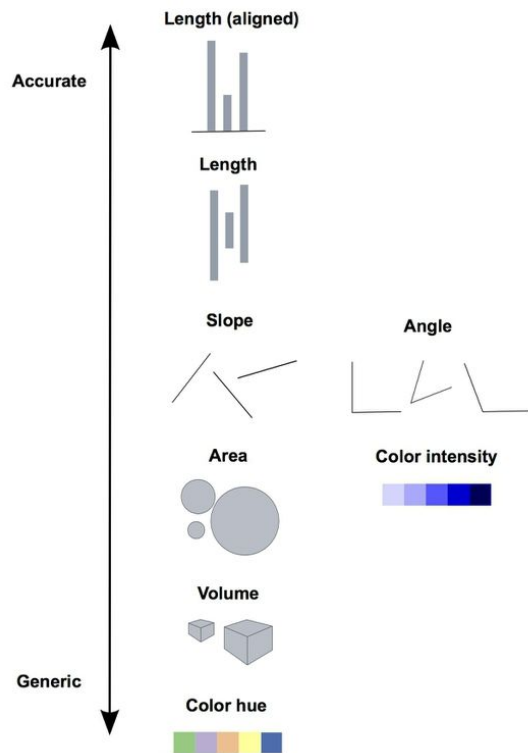 Length (aligned)
Accurate
Length
Slope
Angle
Area
Color intensity
Volume
Generic
Color hue